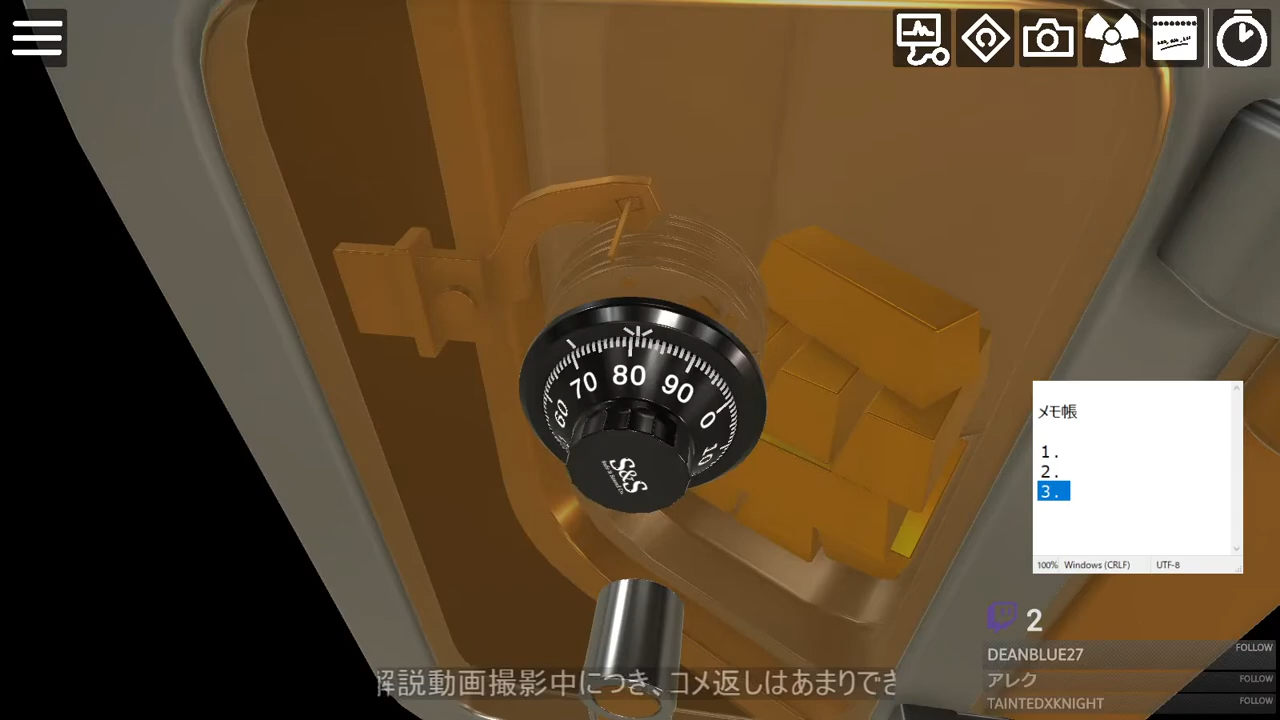 60 70 80 90 0 10
S&S
メモ帳
1.
2.
3.
100% Windows (CRLF) UTF-8
2
DEANBLUE27 FOLLOW
アレク FOLLOW
TAINTEDXKNIGHT FOLLOW
解説動画撮影中につき、コメ返しはあまりでき